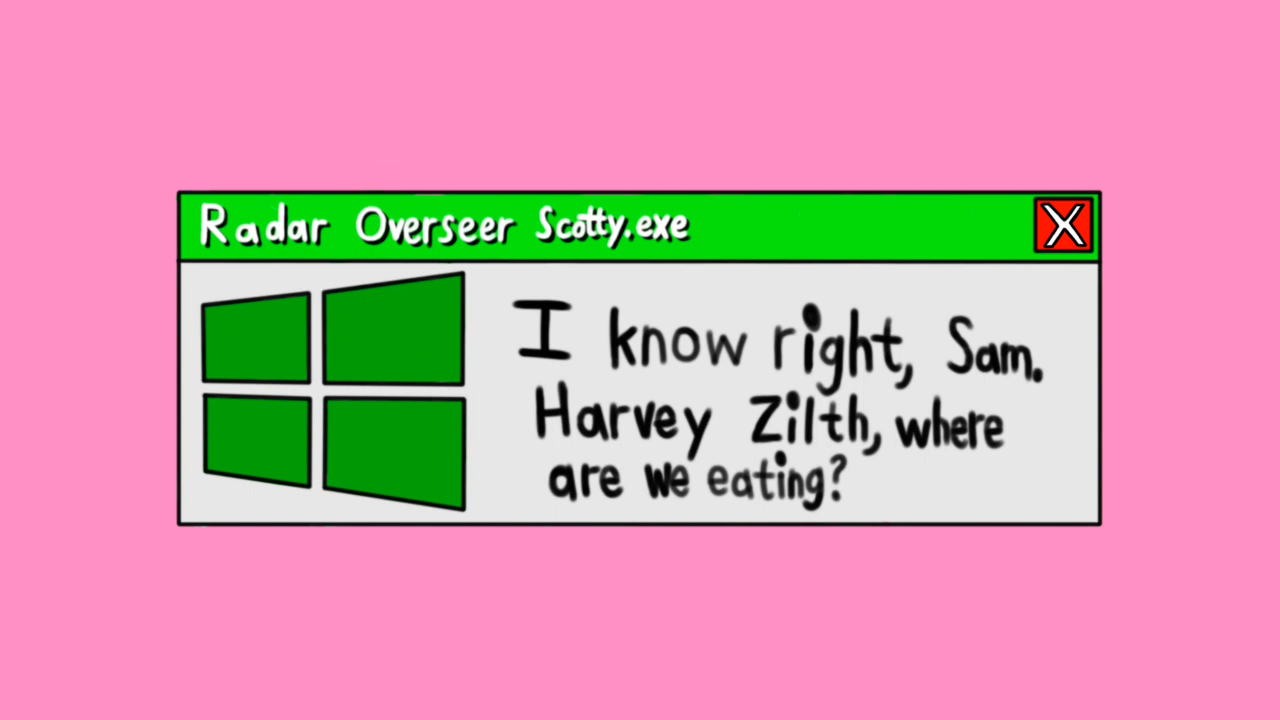 Radar Overseer Scotty.exe
X
I know right, Sam.
Harvey Zilth, where
are we eating?